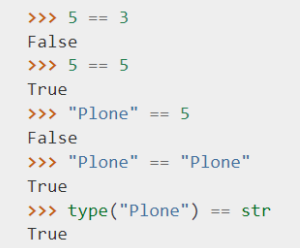 >>> 5 == 3
False
>>> 5 == 5
True
>>> "Plone" == 5
False
>>> "Plone" == "Plone"
True
>>> type("Plone") == str
True